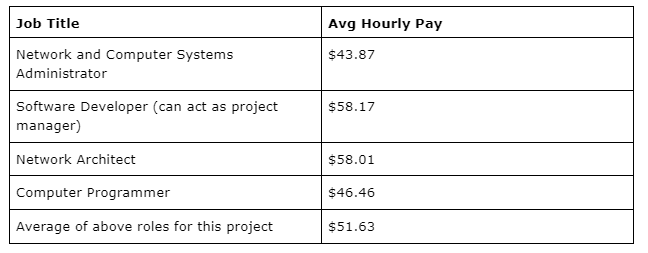 Job Title Avg Hourly Pay
Network and Computer Systems $43.87
Administrator
Software Developer (can act as project $58.17
manager)
Network Architect $58.01
Computer Programmer $46.46
Average of above roles for this project $51.63